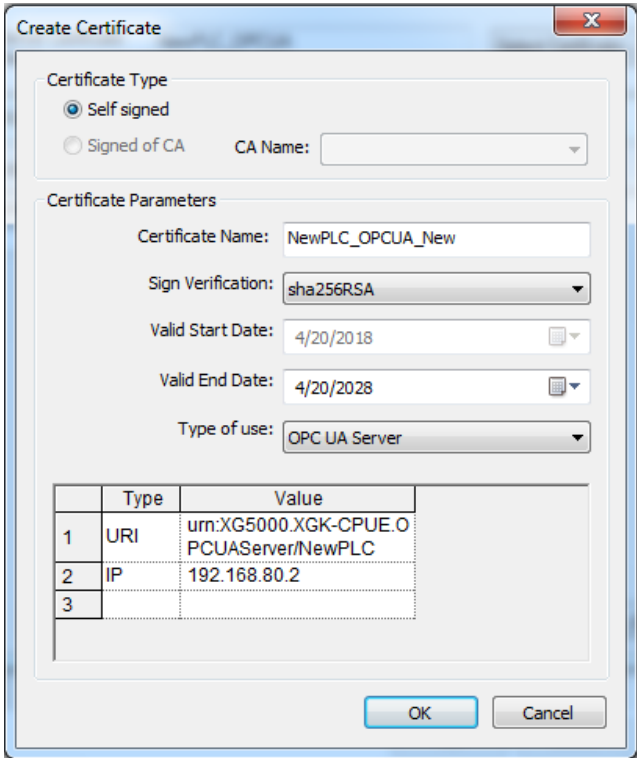 Create Certificate
Certificate Type
Self signed
Signed of CA CA Name:
Certificate Parameters
Certificate Name: NewPLC_OPCUA_New
Sign Verification: sha256RSA
Valid Start Date: 4/20/2018
Valid End Date: 4/20/2028
Type of use: OPC UA Server
Type Value
1 URI urn:XG5000.XGK-CPUE.O
PCUAServer/NewPLC
2 IP 192.168.80.2
3
OK Cancel